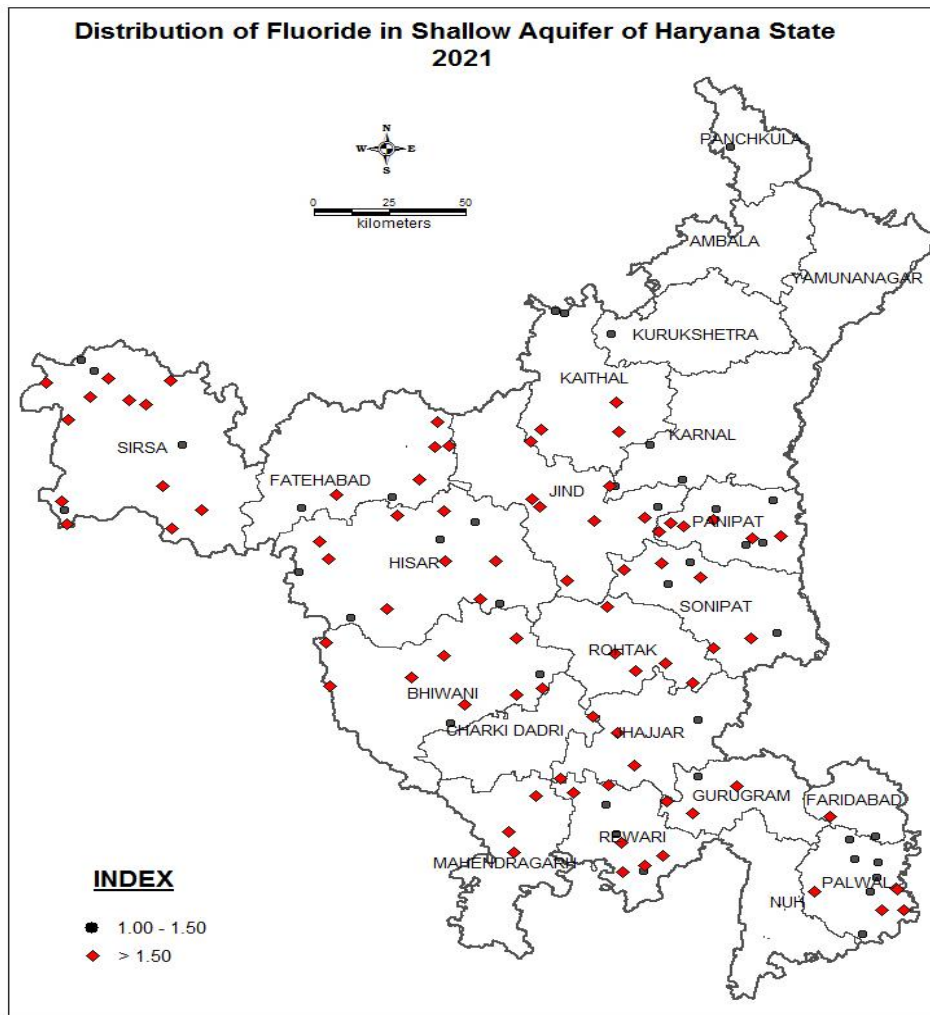 Distribution of Fluoride in Shallow Aquifer of Haryana State
2021
N
W E
S
0 25 50
kilometers
PANCHKULA
AMBALA
YAMUNANAGAR
KURUKSHETRA
KAITHAL
KARNAL
SIRSA
FATEHABAD
JIND
PANIPAT
HISAR
SONIPAT
ROHTAK
BHIWANI
CHARKI DADRI
JHAJJAR
GURUGRAM
FARIDABAD
REWARI
MAHENDRAGARH
PALWAL
NUH
INDEX
1.00 - 1.50
> 1.50